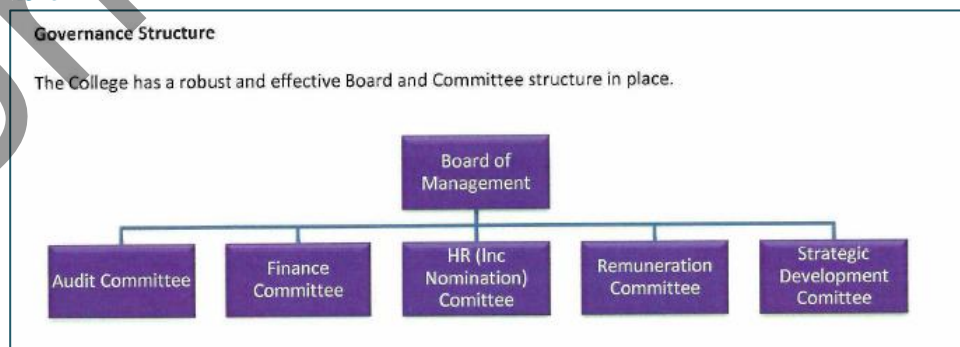 Governance Structure
The College has a robust and effective Board and Committee structure in place.
Board of
Management
Audit Committee
Finance
Committee
HR (Inc
Nomination)
Comittee
Remuneration
Committee
Strategic
Development
Comittee